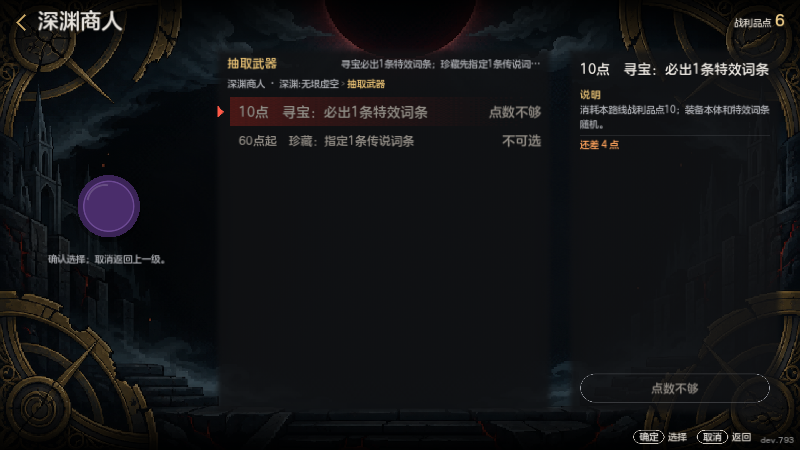 深渊商人
战利品点 6
抽取武器
寻宝必出1条特效词条；珍藏先指定1条传说词…
深渊商人 · 深渊:无垠虚空 · 抽取武器
10点 寻宝：必出1条特效词条 点数不够
60点起 珍藏：指定1条传说词条 不可选
确认选择；取消返回上一级。
10点 寻宝：必出1条特效词条
说明
消耗本路线战利品点10；装备本体和特效词条
随机。
还差 4 点
点数不够
确定 选择 取消 返回
dev.793